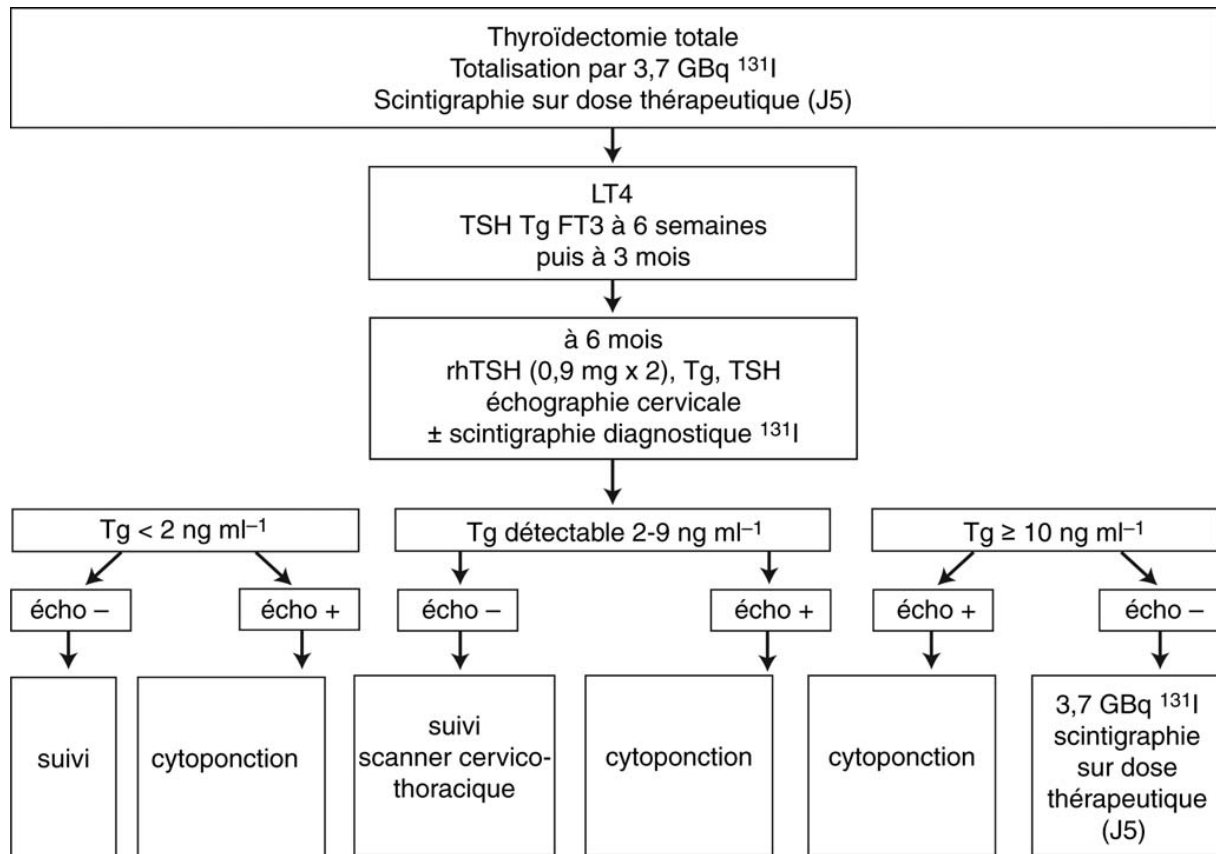 Thyroïdectomie totale
Totalisation par 3,7 GBq ¹³¹I
Scintigraphie sur dose thérapeutique (J5)
LT4
TSH Tg FT3 à 6 semaines
puis à 3 mois
à 6 mois
rhTSH (0,9 mg x 2), Tg, TSH
échographie cervicale
± scintigraphie diagnostique ¹³¹I
Tg < 2 ng ml⁻¹
Tg détectable 2-9 ng ml⁻¹
Tg ≥ 10 ng ml⁻¹
écho –
écho +
écho –
écho +
écho +
écho –
suivi
cytoponction
suivi
scanner cervico-
thoracique
cytoponction
cytoponction
3,7 GBq ¹³¹I
scintigraphie
sur dose
thérapeutique
(J5)